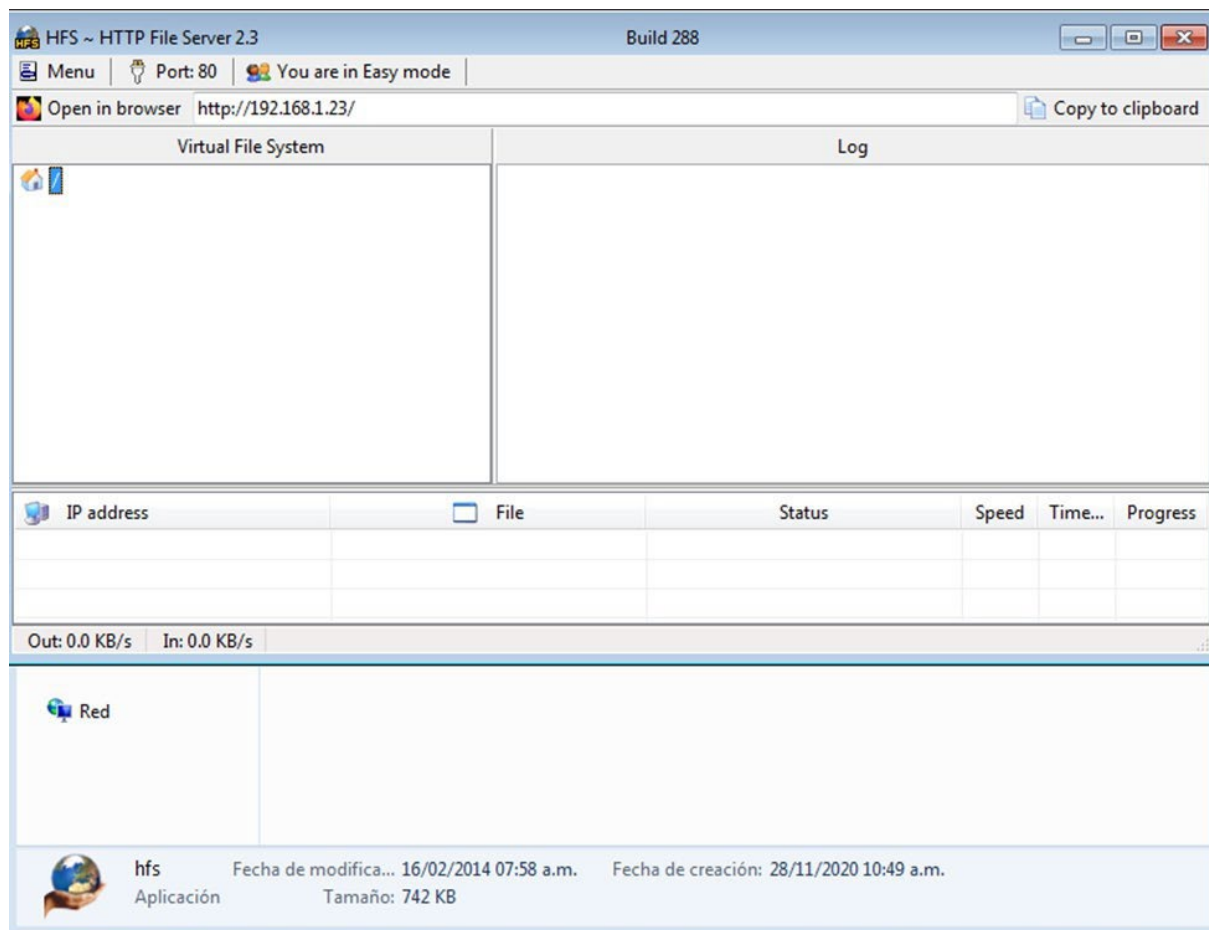 HFS ~ HTTP File Server 2.3 Build 288
Menu Port: 80 You are in Easy mode
Open in browser http://192.168.1.23/ Copy to clipboard
Virtual File System Log
/
IP address File Status Speed Time... Progress
Out: 0.0 KB/s In: 0.0 KB/s
Red
hfs Fecha de modifica... 16/02/2014 07:58 a.m. Fecha de creación: 28/11/2020 10:49 a.m.
Aplicación Tamaño: 742 KB